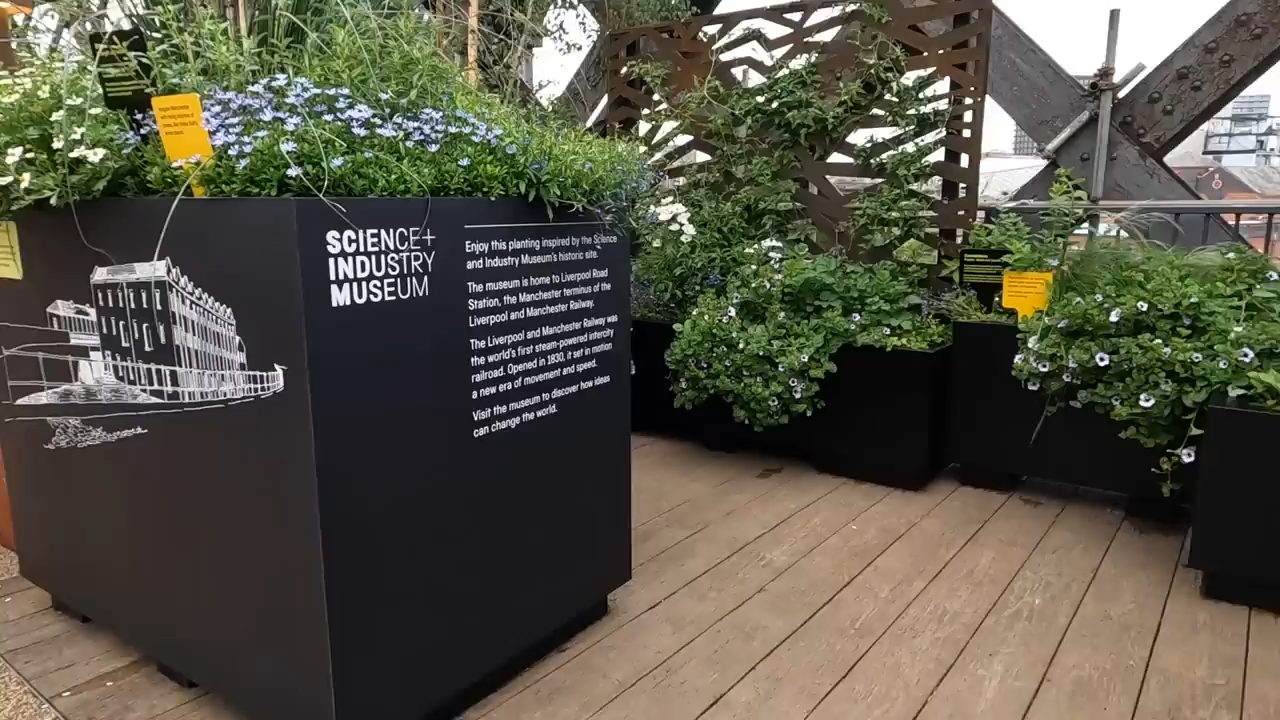 SCIENCE+
INDUSTRY
MUSEUM
Enjoy this planting inspired by the Science
and Industry Museum's historic site.
The museum is home to Liverpool Road
Station, the Manchester terminus of the
Liverpool and Manchester Railway.
The Liverpool and Manchester Railway was
the world's first steam-powered intercity
railroad. Opened in 1830, it set in motion
a new era of movement and speed.
Visit the museum to discover how ideas
can change the world.